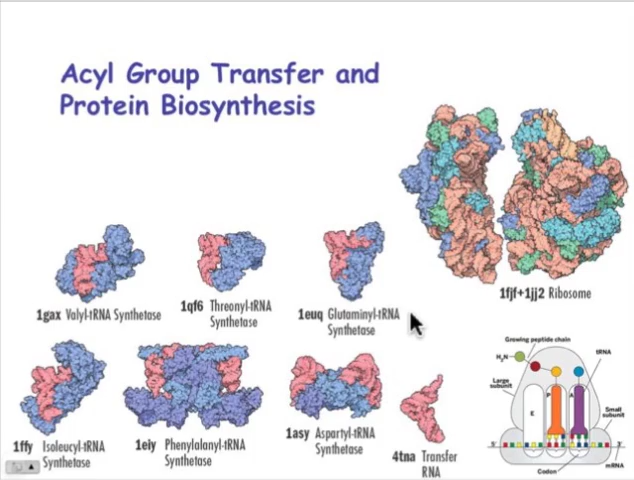 Acyl Group Transfer and
Protein Biosynthesis
1fjf+1jj2 Ribosome
1gax Valyl-tRNA Synthetase
1qf6 Threonyl-tRNA
Synthetase
1euq Glutaminyl-tRNA
Synthetase
1ffy Isoleucyl-tRNA
Synthetase
1eiy Phenylalanyl-tRNA
Synthetase
1asy Aspartyl-tRNA
Synthetase
4tna Transfer
RNA
Growing peptide chain
H₂N
tRNA
Large
subunit
E
P
A
Small
subunit
5'
3'
mRNA
Codon